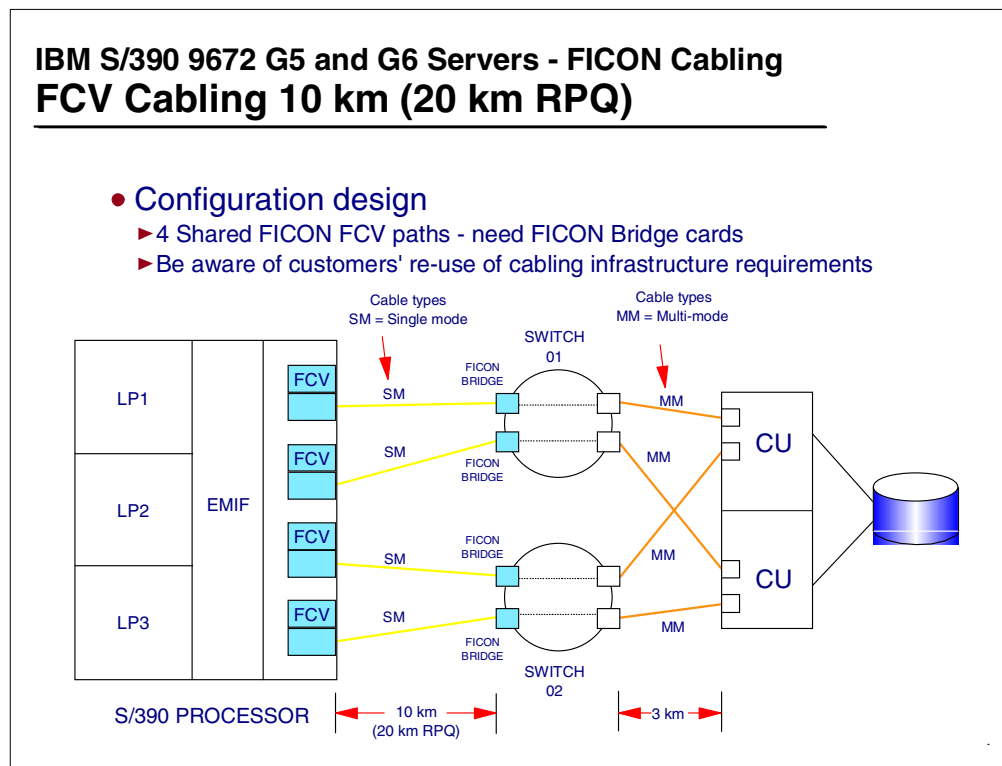 IBM S/390 9672 G5 and G6 Servers - FICON Cabling
FCV Cabling 10 km (20 km RPQ)
Configuration design
4 Shared FICON FCV paths - need FICON Bridge cards
Be aware of customers' re-use of cabling infrastructure requirements
Cable types
SM = Single mode
Cable types
MM = Multi-mode
SWITCH
01
LP1
LP2
LP3
EMIF
FCV
FCV
FCV
FCV
SM
SM
SM
SM
FICON
BRIDGE
FICON
BRIDGE
FICON
BRIDGE
FICON
BRIDGE
MM
MM
MM
MM
CU
CU
SWITCH
02
S/390 PROCESSOR
10 km
(20 km RPQ)
3 km